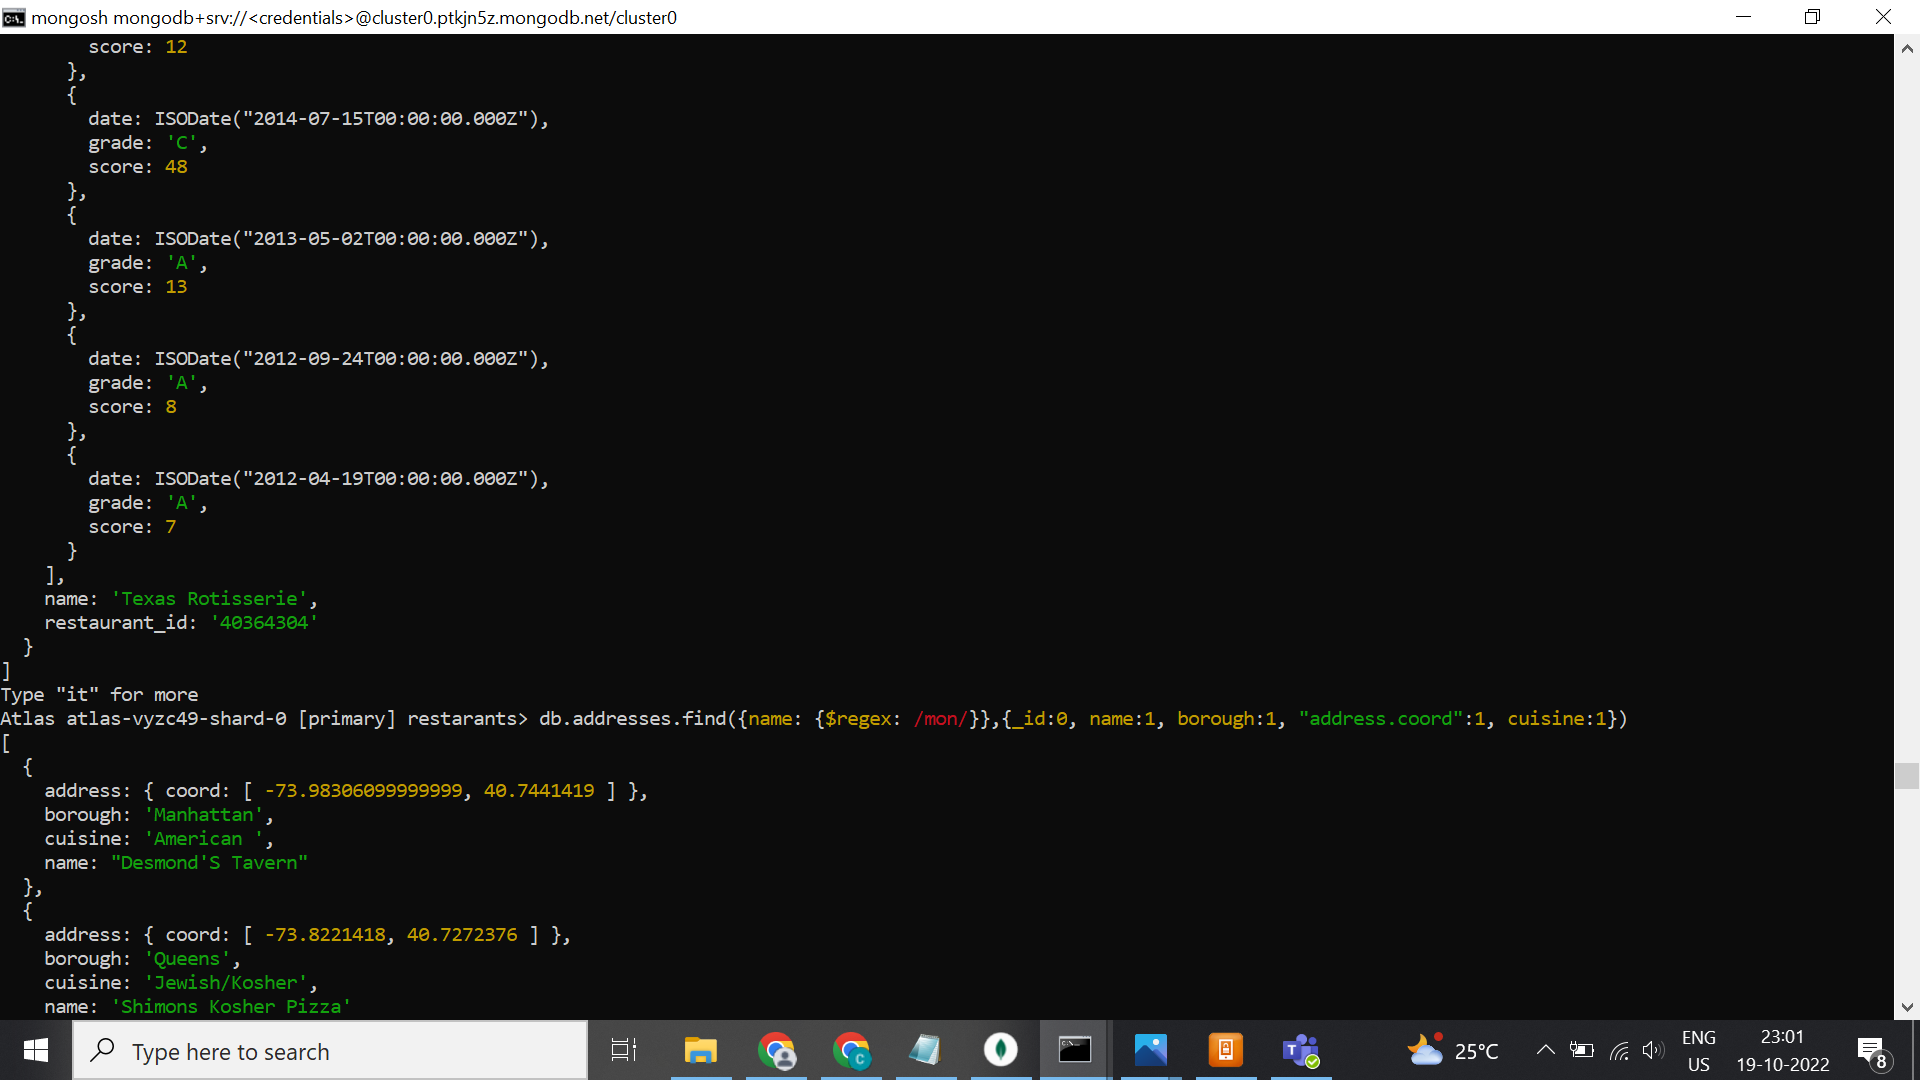 mongosh mongodb+srv://<credentials>@cluster0.ptkjn5z.mongodb.net/cluster0
score: 12
},
{
date: ISODate("2014-07-15T00:00:00.000Z"),
grade: 'C',
score: 48
},
{
date: ISODate("2013-05-02T00:00:00.000Z"),
grade: 'A',
score: 13
},
{
date: ISODate("2012-09-24T00:00:00.000Z"),
grade: 'A',
score: 8
},
{
date: ISODate("2012-04-19T00:00:00.000Z"),
grade: 'A',
score: 7
}
],
name: 'Texas Rotisserie',
restaurant_id: '40364304'
}
]
Type "it" for more
Atlas atlas-vyzc49-shard-0 [primary] restarants> db.addresses.find({name: {$regex: /mon/}},{_id:0, name:1, borough:1, "address.coord":1, cuisine:1})
[
{
address: { coord: [ -73.98306099999999, 40.7441419 ] },
borough: 'Manhattan',
cuisine: 'American ',
name: "Desmond'S Tavern"
},
{
address: { coord: [ -73.8221418, 40.7272376 ] },
borough: 'Queens',
cuisine: 'Jewish/Kosher',
name: 'Shimons Kosher Pizza'
Type here to search
25°C
ENG
US
23:01
19-10-2022
8